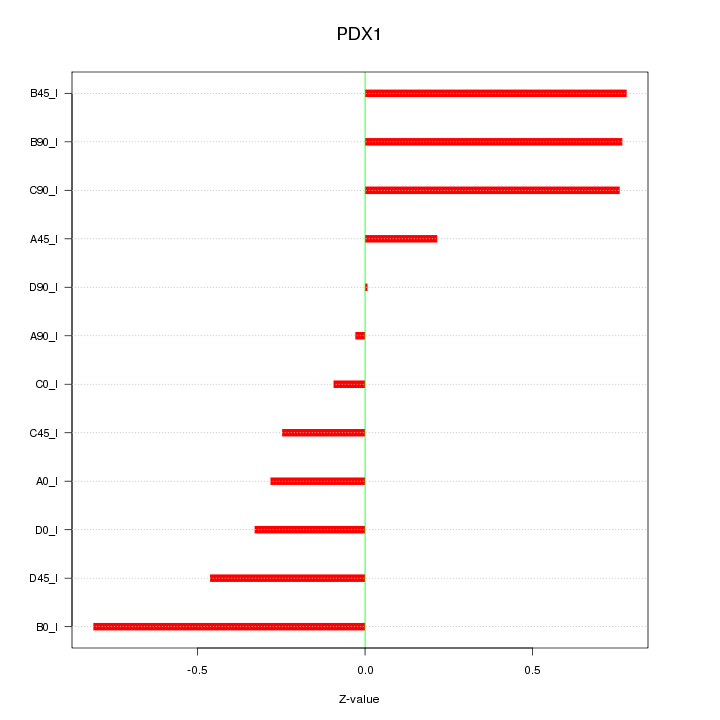 PDX1
B45_I
B90_I
C90_I
A45_I
D90_I
A90_I
C0_I
C45_I
A0_I
D0_I
D45_I
B0_I
-0.5 0.0 0.5
Z-value